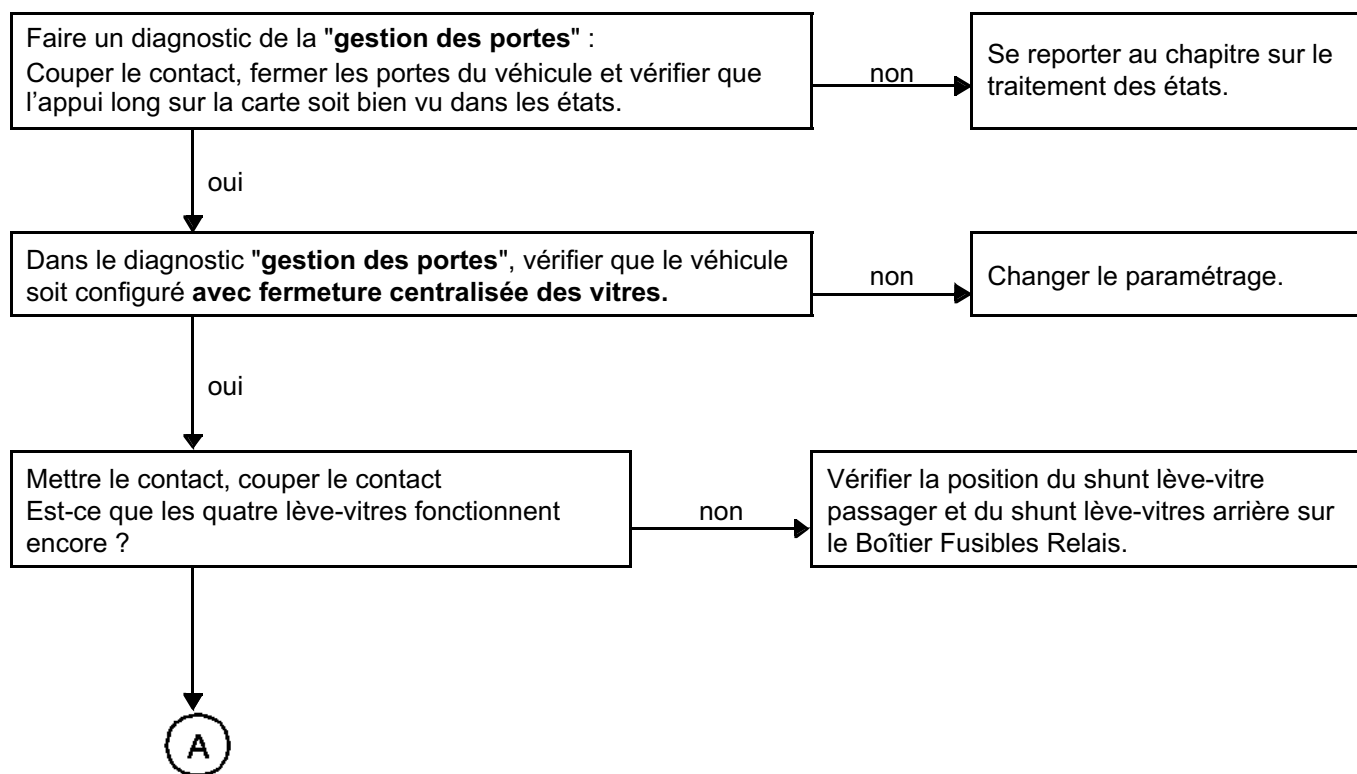 Faire un diagnostic de la "gestion des portes" :
Couper le contact, fermer les portes du véhicule et vérifier que
l'appui long sur la carte soit bien vu dans les états.
non
Se reporter au chapitre sur le
traitement des états.
oui
Dans le diagnostic "gestion des portes", vérifier que le véhicule
soit configuré avec fermeture centralisée des vitres.
non
Changer le paramétrage.
oui
Mettre le contact, couper le contact
Est-ce que les quatre lève-vitres fonctionnent
encore ?
non
Vérifier la position du shunt lève-vitre
passager et du shunt lève-vitres arrière sur
le Boîtier Fusibles Relais.
A